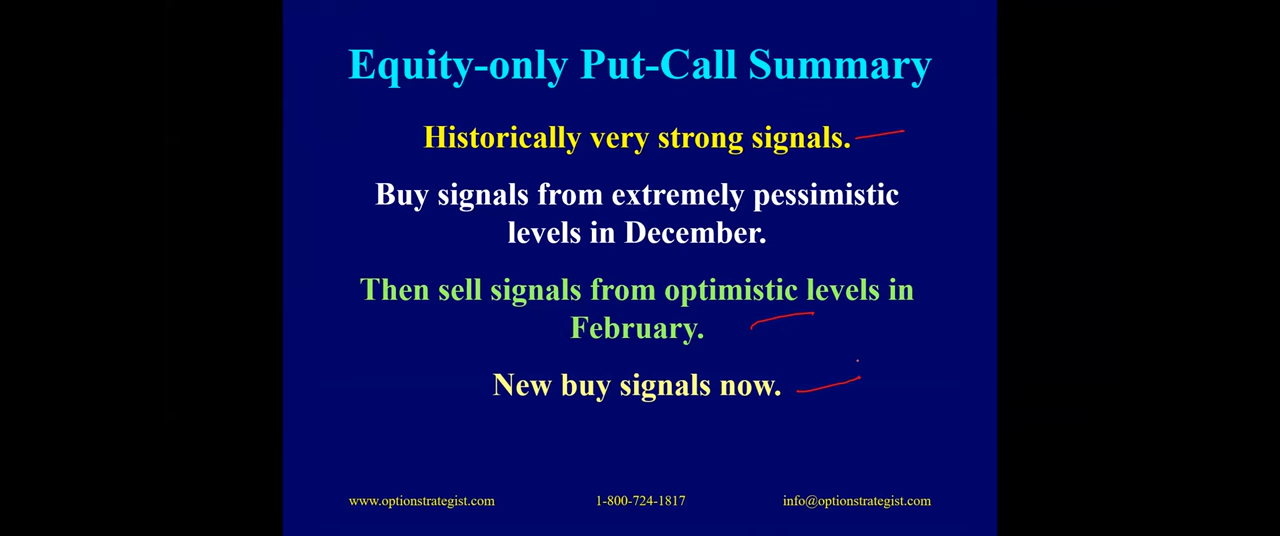 Equity-only Put-Call Summary
Historically very strong signals.
Buy signals from extremely pessimistic
levels in December.
Then sell signals from optimistic levels in
February.
New buy signals now.
www.optionstrategist.com 1-800-724-1817 info@optionstrategist.com